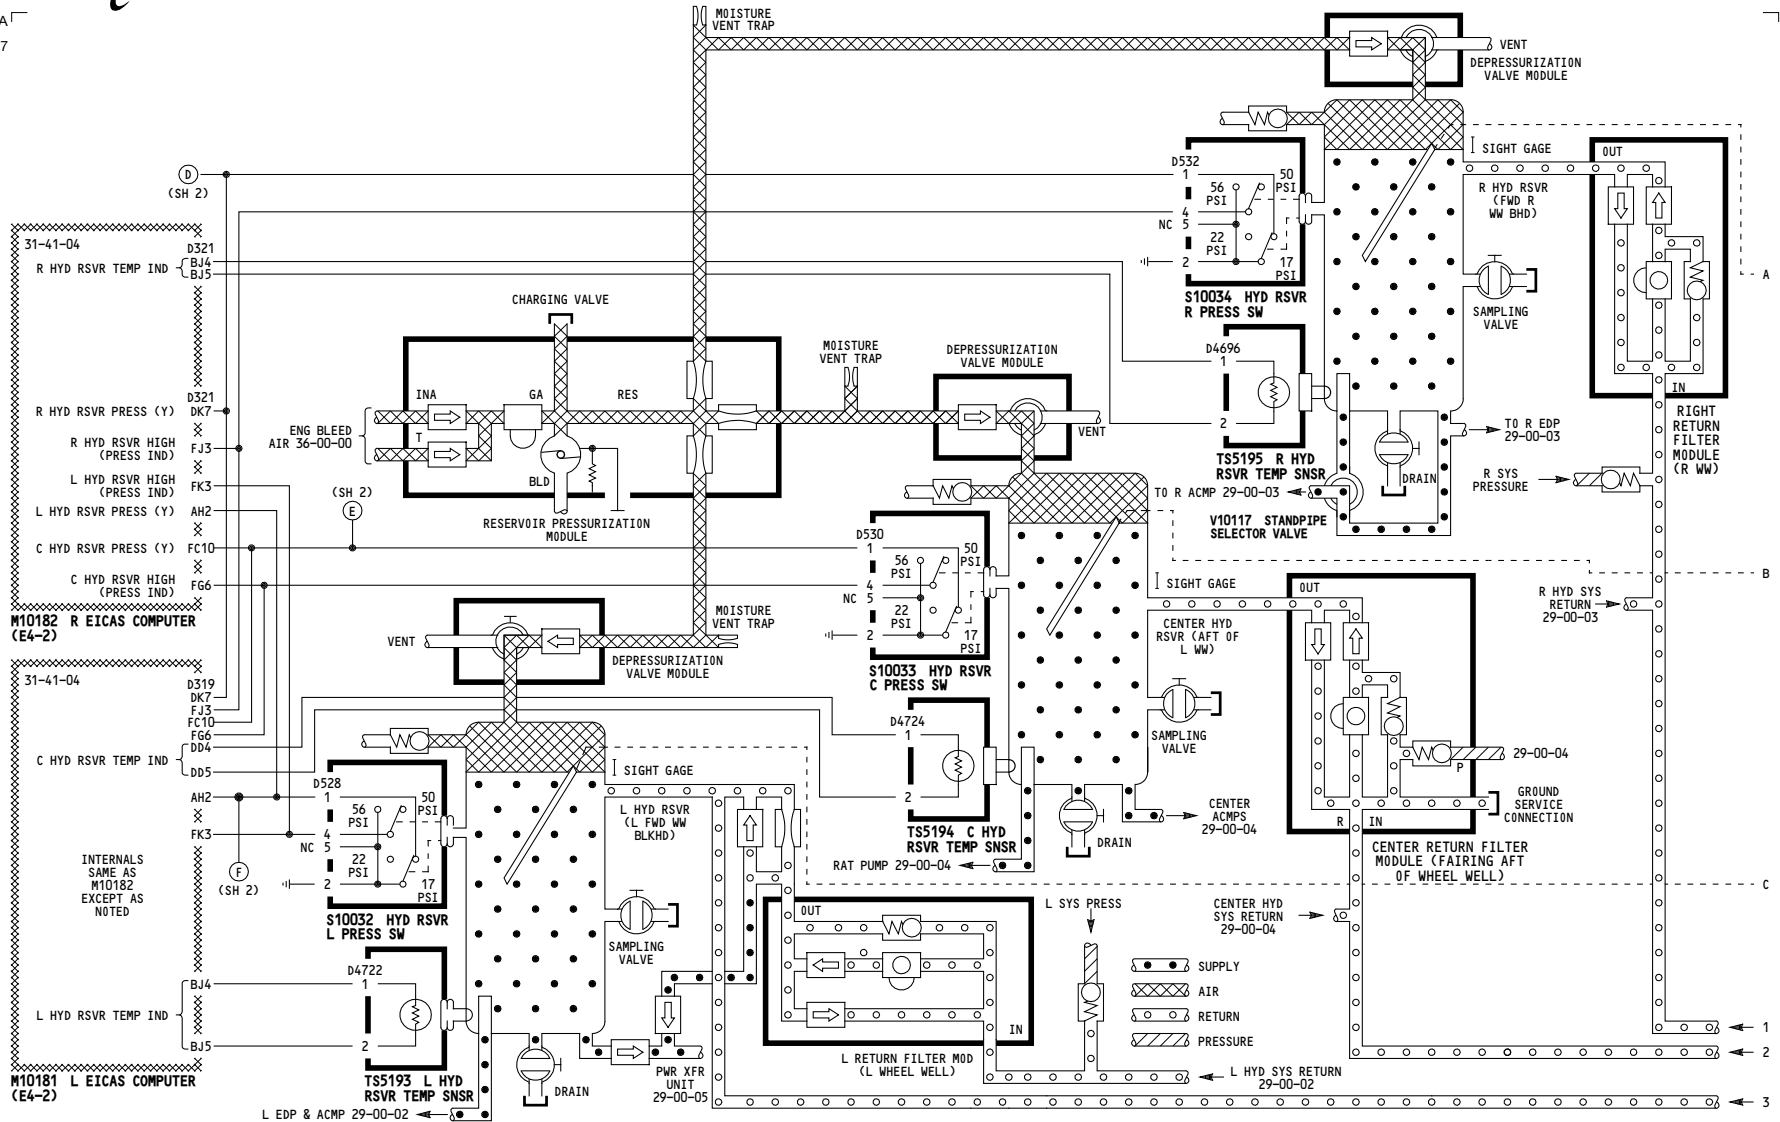 A
7
MOISTURE
VENT TRAP
VENT
DEPRESSURIZATION
VALVE MODULE
SIGHT GAGE
R HYD RSVR
(FWD R
WW BHD)
OUT
IN
RIGHT
RETURN
FILTER
MODULE
(R WW)
A
D
(SH 2)
D532
1
4
NC 5
2
56
PSI
50
PSI
22
PSI
17
PSI
S10034 HYD RSVR
R PRESS SW
SAMPLING
VALVE
31-41-04
D321
R HYD RSVR TEMP IND
BJ4
BJ5
D321
R HYD RSVR PRESS (Y)
DK7
R HYD RSVR HIGH
(PRESS IND)
FJ3
L HYD RSVR HIGH
(PRESS IND)
FK3
L HYD RSVR PRESS (Y)
AH2
C HYD RSVR PRESS (Y)
FC10
C HYD RSVR HIGH
(PRESS IND)
FG6
M10182 R EICAS COMPUTER
(E4-2)
CHARGING VALVE
INA
GA
RES
T
BLD
ENG BLEED
AIR 36-00-00
RESERVOIR PRESSURIZATION
MODULE
(SH 2)
E
MOISTURE
VENT TRAP
DEPRESSURIZATION
VALVE MODULE
VENT
D4696
1
2
TS5195 R HYD
RSVR TEMP SNSR
TO R EDP
29-00-03
DRAIN
TO R ACMP 29-00-03
V10117 STANDPIPE
SELECTOR VALVE
R SYS
PRESSURE
D530
1
4
NC 5
2
56
PSI
50
PSI
22
PSI
17
PSI
S10033 HYD RSVR
C PRESS SW
SIGHT GAGE
CENTER HYD
RSVR (AFT OF
L WW)
B
R HYD SYS
RETURN
29-00-03
OUT
R
IN
P
29-00-04
GROUND
SERVICE
CONNECTION
CENTER RETURN FILTER
MODULE (FAIRING AFT
OF WHEEL WELL)
VENT
MOISTURE
VENT TRAP
DEPRESSURIZATION
VALVE MODULE
SAMPLING
VALVE
D4724
1
2
TS5194 C HYD
RSVR TEMP SNSR
CENTER
ACMPS
29-00-04
DRAIN
RAT PUMP 29-00-04
C
31-41-04
D319
DK7
FJ3
FC10
FG6
DD4
C HYD RSVR TEMP IND
DD5
AH2
FK3
INTERNALS
SAME AS
M10182
EXCEPT AS
NOTED
F
(SH 2)
BJ4
L HYD RSVR TEMP IND
BJ5
M10181 L EICAS COMPUTER
(E4-2)
D528
1
4
NC 5
2
56
PSI
50
PSI
22
PSI
17
PSI
S10032 HYD RSVR
L PRESS SW
SIGHT GAGE
L HYD RSVR
(L FWD WW
BLKHD)
SAMPLING
VALVE
D4722
1
2
TS5193 L HYD
RSVR TEMP SNSR
DRAIN
L EDP & ACMP 29-00-02
PWR XFR
UNIT
29-00-05
OUT
IN
L RETURN FILTER MOD
(L WHEEL WELL)
L SYS PRESS
CENTER HYD
SYS RETURN
29-00-04
SUPPLY
AIR
RETURN
PRESSURE
L HYD SYS RETURN
29-00-02
1
2
3